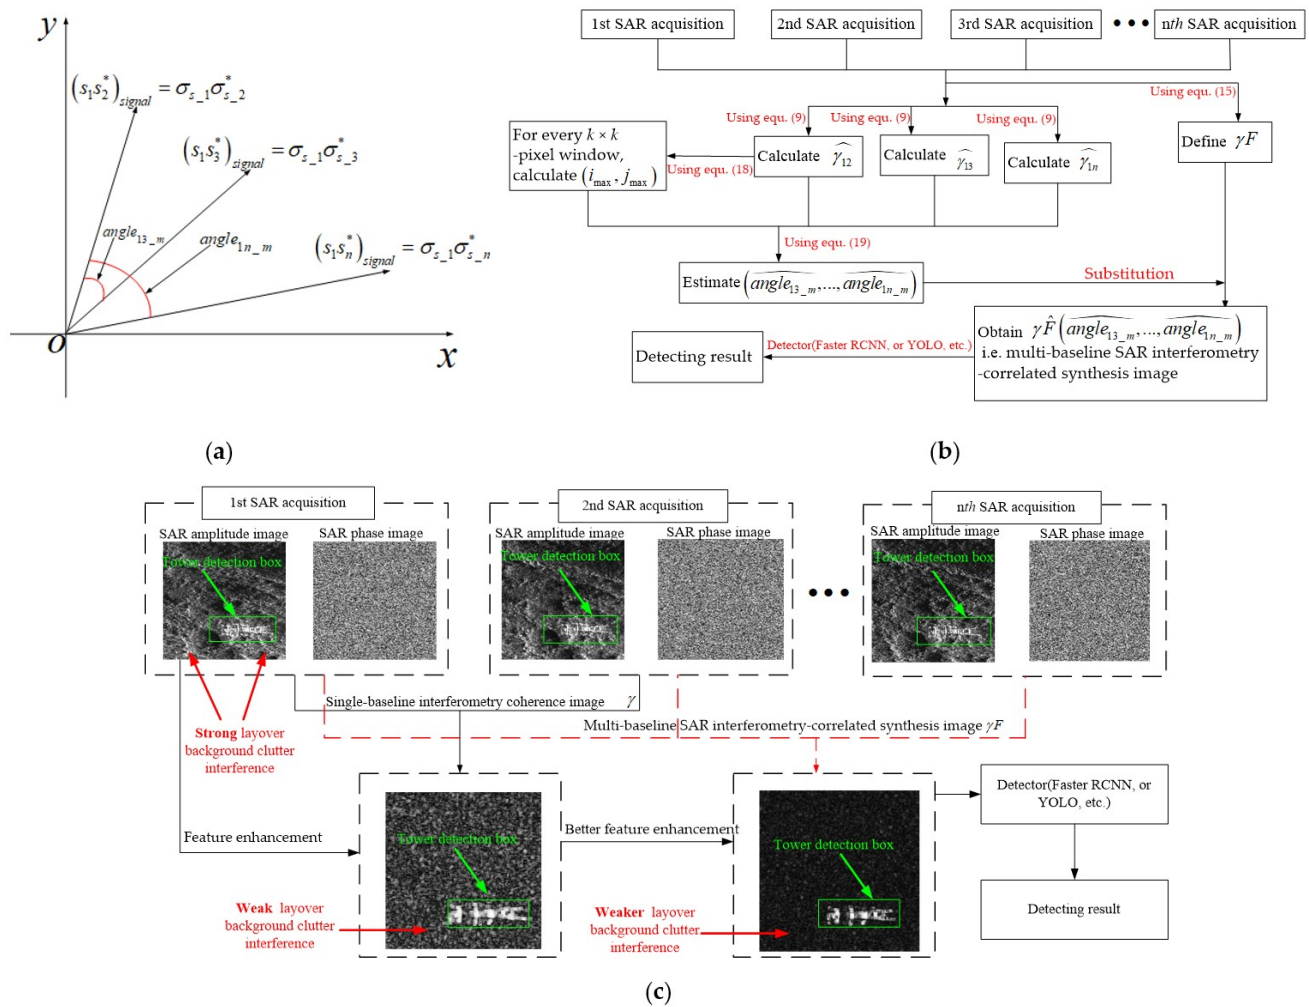 y
(s₁s₂*)signal = σs_1σ*s_2
(s₁s₃*)signal = σs_1σ*s_3
angle13_m
angle1n_m
(s₁sₙ*)signal = σs_1σ*s_n
O
x
(a)
1st SAR acquisition
2nd SAR acquisition
3rd SAR acquisition
•••
nth SAR acquisition
Using equ. (15)
Using equ. (9)
Using equ. (9)
Using equ. (9)
For every k × k
-pixel window,
calculate (imax, jmax)
Using equ. (18)
Calculate γ̂12
Calculate γ̂13
Calculate γ̂1n
Define γF
Using equ. (19)
Estimate (angle13_m,...,angle1n_m)
Substitution
Obtain γF̂(angle13_m,...,angle1n_m)
i.e. multi-baseline SAR interferometry
-correlated synthesis image
Detector(Faster RCNN, or YOLO, etc.)
Detecting result
(b)
1st SAR acquisition
SAR amplitude image
SAR phase image
Tower detection box
2nd SAR acquisition
SAR amplitude image
SAR phase image
Tower detection box
•••
nth SAR acquisition
SAR amplitude image
SAR phase image
Tower detection box
Single-baseline interferometry coherence image γ
Multi-baseline SAR interferometry-correlated synthesis image γF
Strong layover
background clutter
interference
Feature enhancement
Tower detection box
Weak layover
background clutter
interference
Better feature enhancement
Tower detection box
Weaker layover
background clutter
interference
Detector(Faster RCNN, or
YOLO, etc.)
Detecting result
(c)